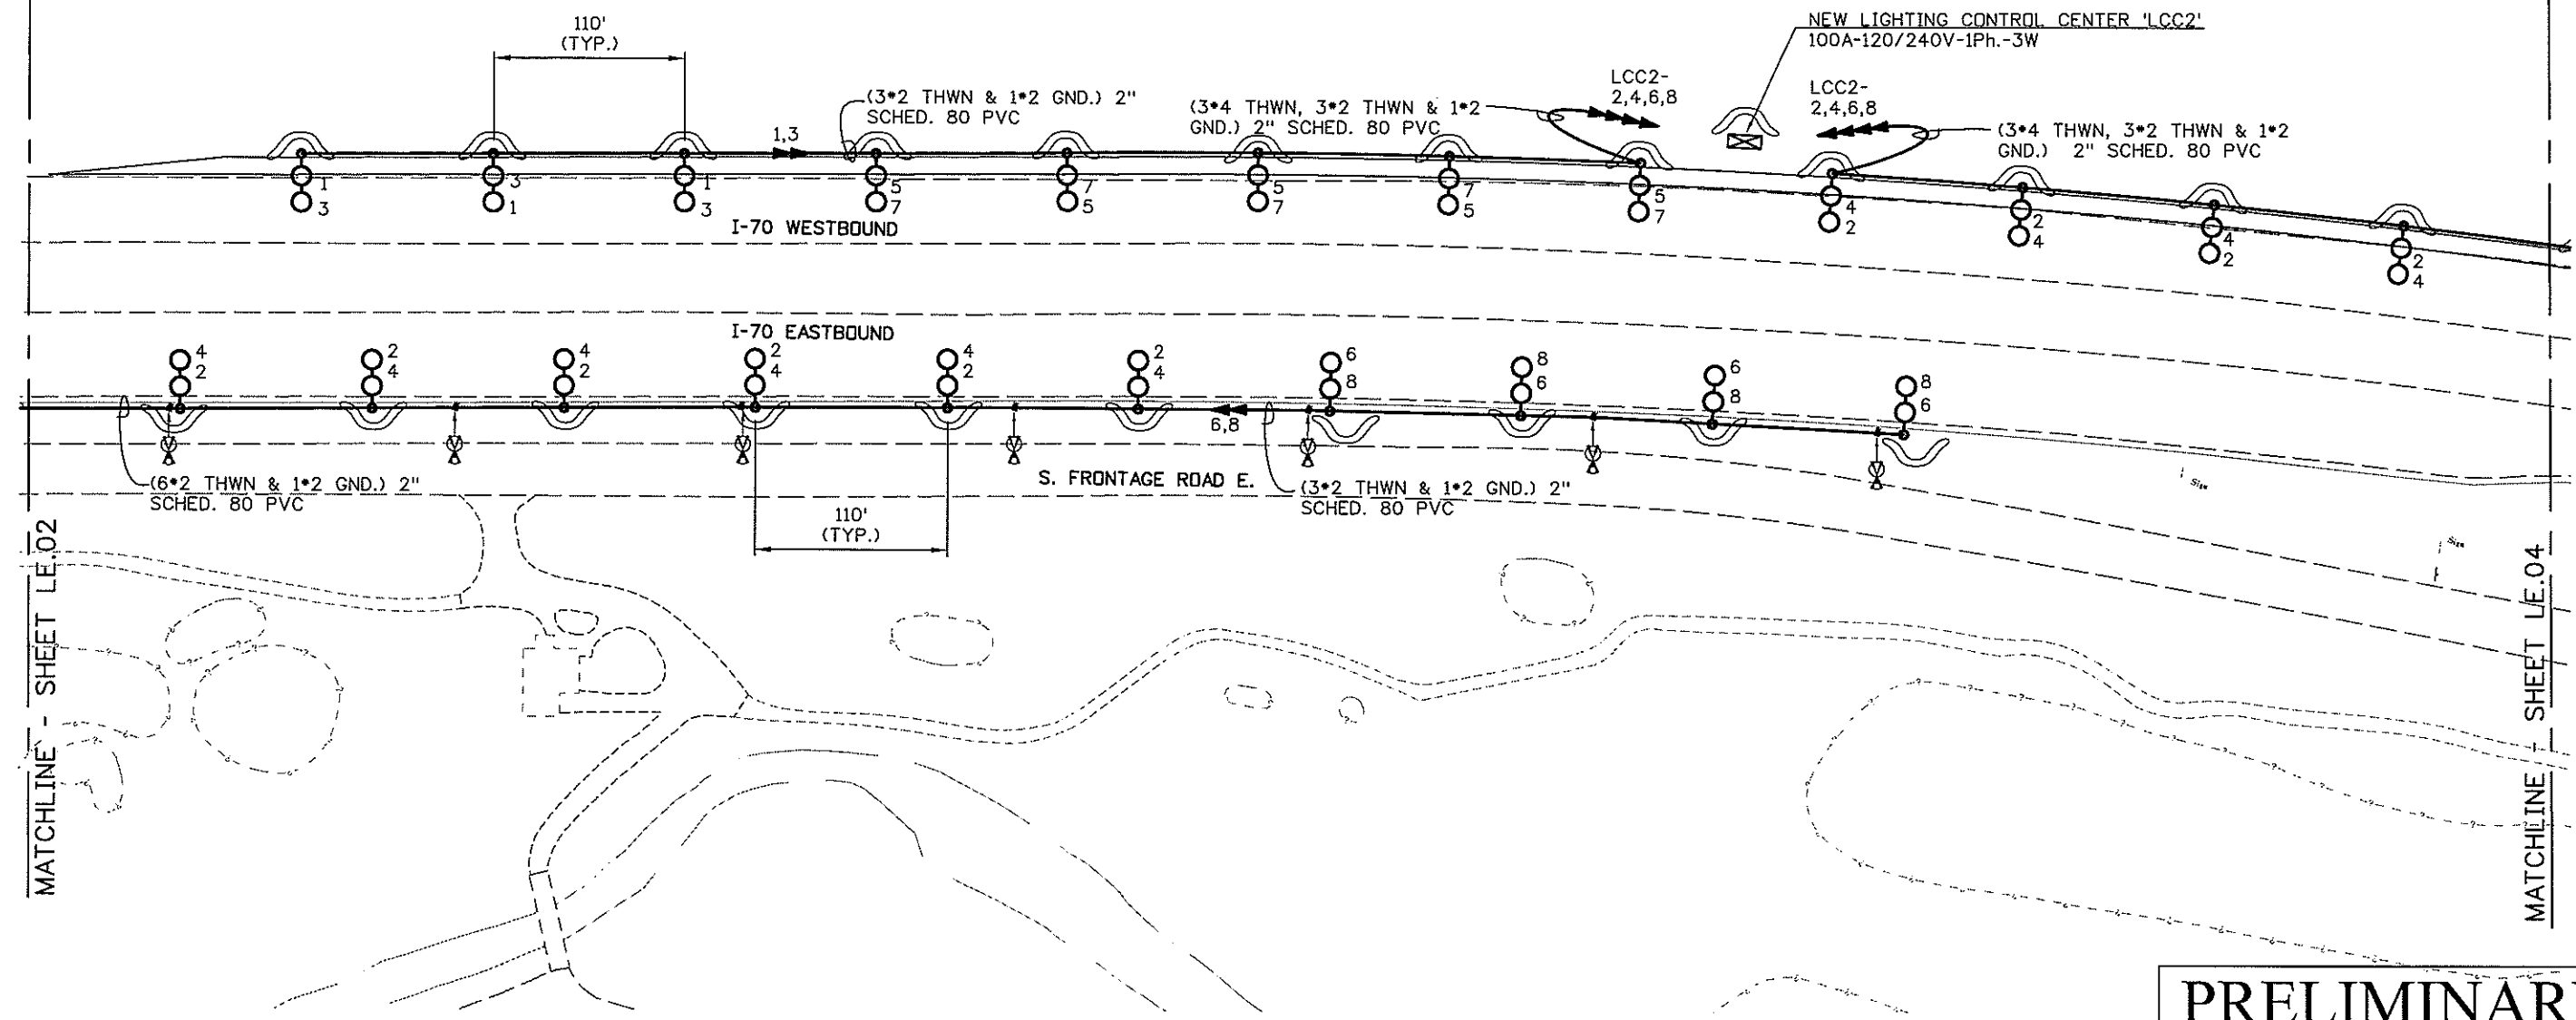 110'
(TYP.)
NEW LIGHTING CONTROL CENTER 'LCC2'
100A-120/240V-1Ph.-3W
(3*2 THWN & 1*2 GND.) 2"
SCHED. 80 PVC
(3*4 THWN, 3*2 THWN & 1*2
GND.) 2" SCHED. 80 PVC
LCC2-
2,4,6,8
LCC2-
2,4,6,8
(3*4 THWN, 3*2 THWN & 1*2
GND.) 2" SCHED. 80 PVC
1,3
1
3
3
1
1
3
5
7
7
5
5
7
7
5
5
7
4
2
2
4
4
2
2
4
I-70 WESTBOUND
I-70 EASTBOUND
4
2
2
4
4
2
2
4
4
2
2
4
6
8
8
6
6
8
8
6
6,8
(6*2 THWN & 1*2 GND.) 2"
SCHED. 80 PVC
S. FRONTAGE ROAD E.
(3*2 THWN & 1*2 GND.) 2"
SCHED. 80 PVC
110'
(TYP.)
MATCHLINE - SHEET LE.02
MATCHLINE - SHEET LE.04
PRELIMINAR